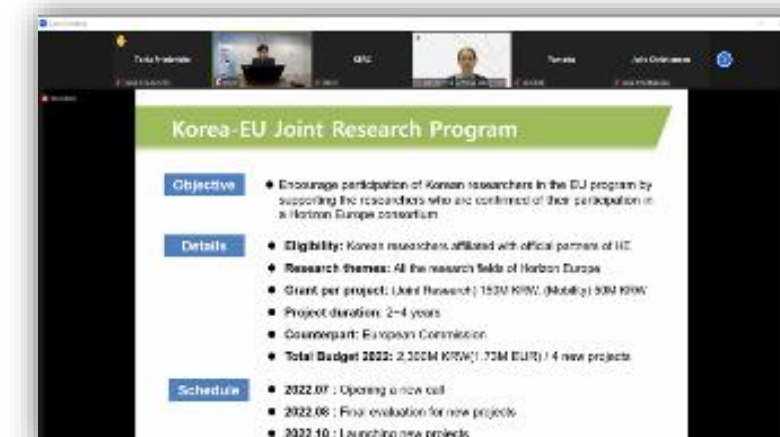 Korea-EU Joint Research Program
Objective
● Encourage participation of Korean researchers in the EU program by
supporting the researchers who are confirmed of their participation in
a Horizon Europe consortium
Details
● Eligibility: Korean researchers affiliated with official partners of HE
● Research themes: All the research fields of Horizon Europe
● Grant per project: (Joint Research) 150M KRW, (Mobility) 50M KRW
● Project duration: 2~4 years
● Counterpart: European Commission
● Total Budget 2022: 2,300M KRW(1.73M EUR) / 4 new projects
Schedule
● 2022.07 : Opening a new call
● 2022.08 : Final evaluation for new projects
● 2022.10 : Launching new projects